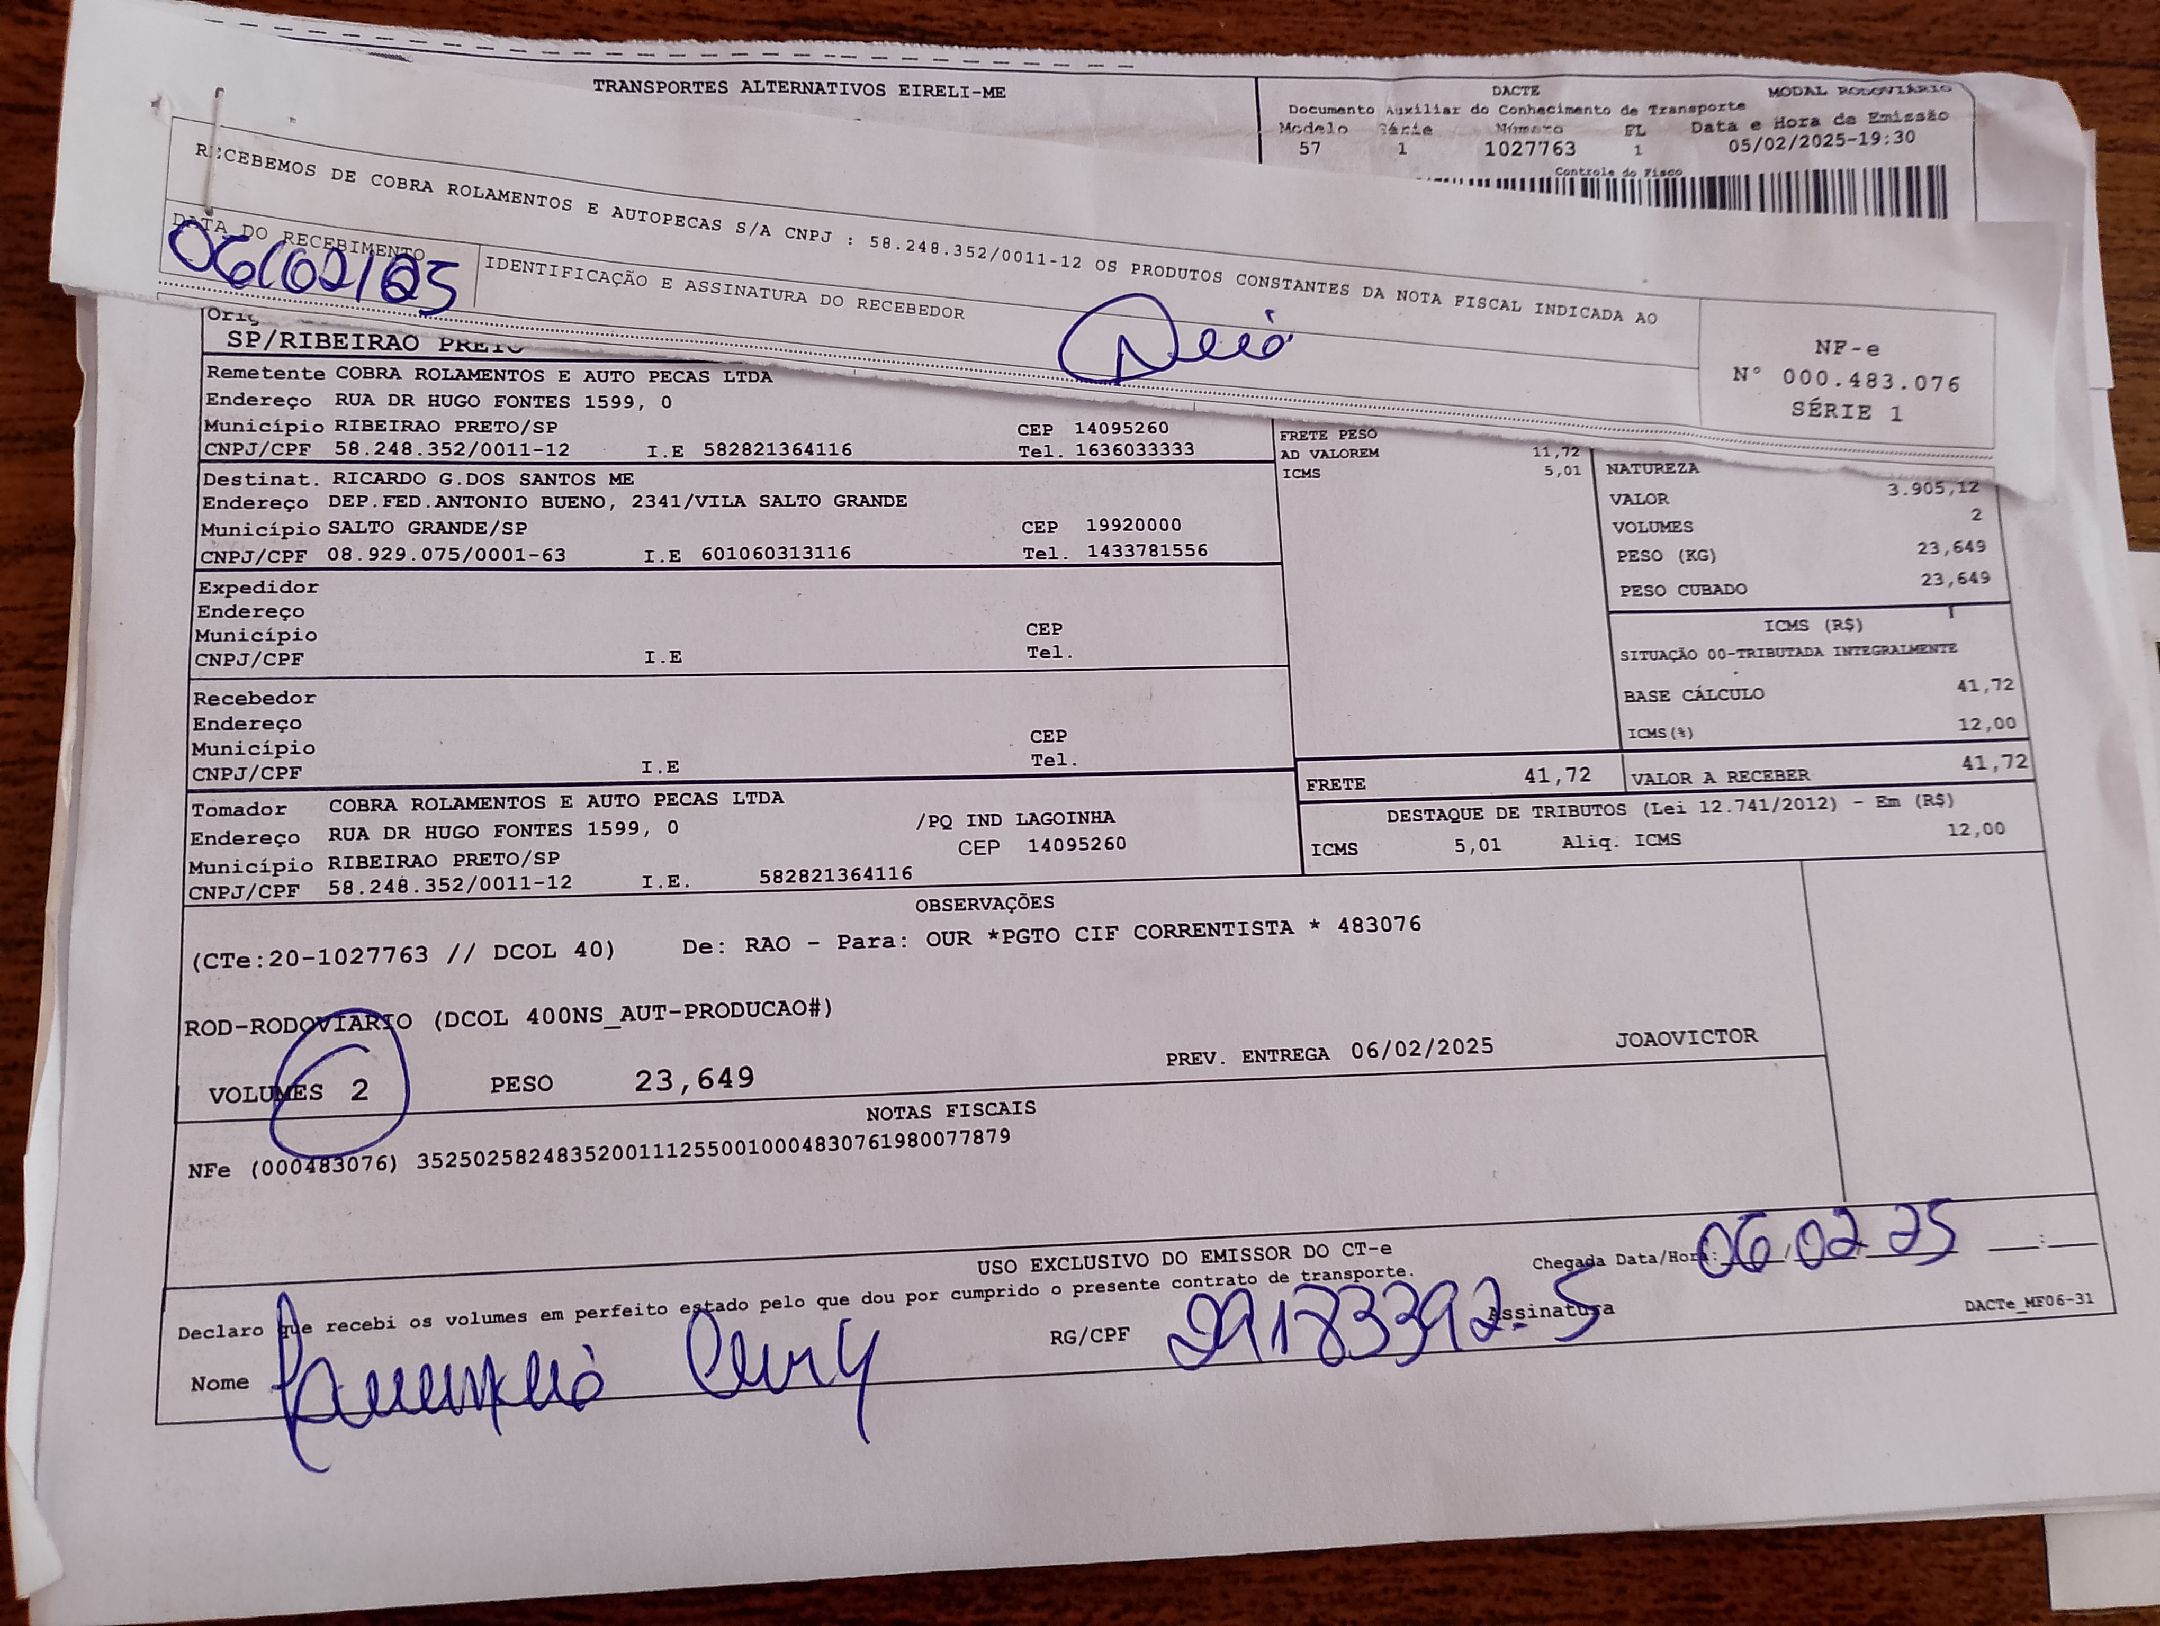 TRANSPORTES ALTERNATIVOS EIRELI-ME
DACTE
MODAL RODOVIÁRIO
Documento Auxiliar do Conhecimento de Transporte
Modelo Série Número FL Data e Hora da Emissão
57 1 1027763 1 05/02/2025-19:30
Controle do Fisco
RECEBEMOS DE COBRA ROLAMENTOS E AUTOPECAS S/A CNPJ : 58.248.352/0011-12 OS PRODUTOS CONSTANTES DA NOTA FISCAL INDICADA AO
DATA DO RECEBIMENTO
06/02/25
IDENTIFICAÇÃO E ASSINATURA DO RECEBEDOR
NF-e
N° 000.483.076
SÉRIE 1
SP/RIBEIRAO PRETO
Remetente COBRA ROLAMENTOS E AUTO PECAS LTDA
Endereço RUA DR HUGO FONTES 1599, 0
Município RIBEIRAO PRETO/SP CEP 14095260
CNPJ/CPF 58.248.352/0011-12 I.E 582821364116 Tel. 1636033333
Destinat. RICARDO G.DOS SANTOS ME
Endereço DEP.FED.ANTONIO BUENO, 2341/VILA SALTO GRANDE
Município SALTO GRANDE/SP CEP 19920000
CNPJ/CPF 08.929.075/0001-63 I.E 601060313116 Tel. 1433781556
Expedidor
Endereço
Município CEP
CNPJ/CPF I.E Tel.
Recebedor
Endereço
Município CEP
CNPJ/CPF I.E Tel.
Tomador COBRA ROLAMENTOS E AUTO PECAS LTDA
Endereço RUA DR HUGO FONTES 1599, 0 /PQ IND LAGOINHA
Município RIBEIRAO PRETO/SP CEP 14095260
CNPJ/CPF 58.248.352/0011-12 I.E. 582821364116
FRETE PESO
AD VALOREM 11,72
ICMS 5,01
NATUREZA
VALOR 3.905,12
VOLUMES 2
PESO (KG) 23,649
PESO CUBADO 23,649
ICMS (R$)
SITUAÇÃO 00-TRIBUTADA INTEGRALMENTE
BASE CÁLCULO 41,72
ICMS(%) 12,00
FRETE 41,72 VALOR A RECEBER 41,72
DESTAQUE DE TRIBUTOS (Lei 12.741/2012) - Em (R$)
ICMS 5,01 Aliq. ICMS 12,00
OBSERVAÇÕES
(CTe:20-1027763 // DCOL 40) De: RAO - Para: OUR *PGTO CIF CORRENTISTA * 483076
ROD-RODOVIARIO (DCOL 400NS_AUT-PRODUCAO#)
VOLUMES 2 PESO 23,649 PREV. ENTREGA 06/02/2025 JOAOVICTOR
NOTAS FISCAIS
NFe (000483076) 35250258248352001112550010004830761980077879
USO EXCLUSIVO DO EMISSOR DO CT-e
Declaro que recebi os volumes em perfeito estado pelo que dou por cumprido o presente contrato de transporte.
Chegada Data/Hora: 06/02 25
Nome
RG/CPF 29183392-5
Assinatura
DACTe_MF06-31